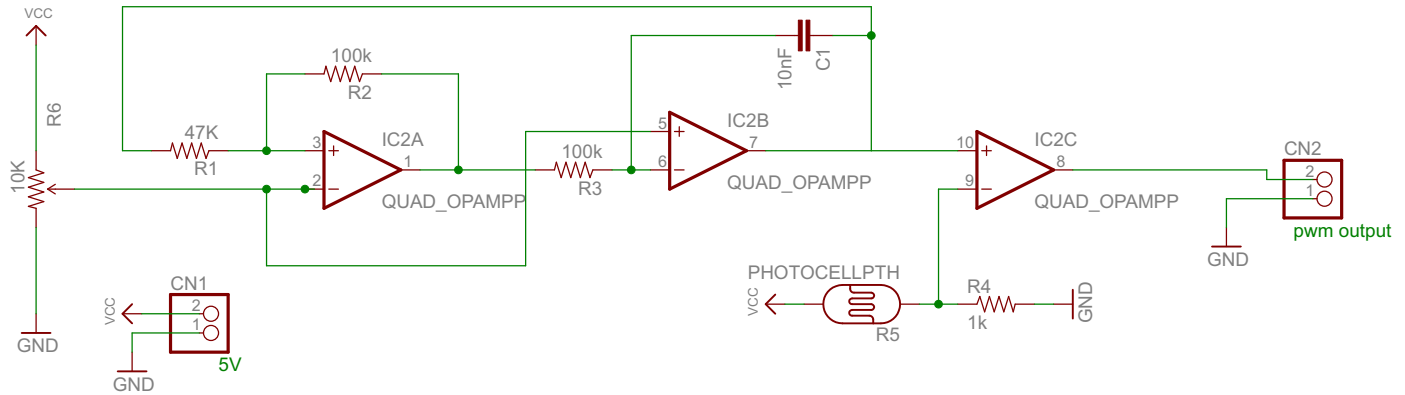 VCC
R6
10K
GND
47K
R1
100k
R2
3
2
1
IC2A
QUAD_OPAMPP
100k
R3
10nF
C1
5
6
7
IC2B
QUAD_OPAMPP
10
9
8
IC2C
QUAD_OPAMPP
CN2
2
1
pwm output
GND
PHOTOCELLPTH
VCC
R5
R4
1k
GND
CN1
VCC
2
1
5V
GND